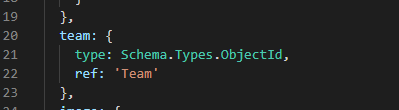 19 },
20 team: {
21 type: Schema.Types.ObjectId,
22 ref: 'Team'
23 },